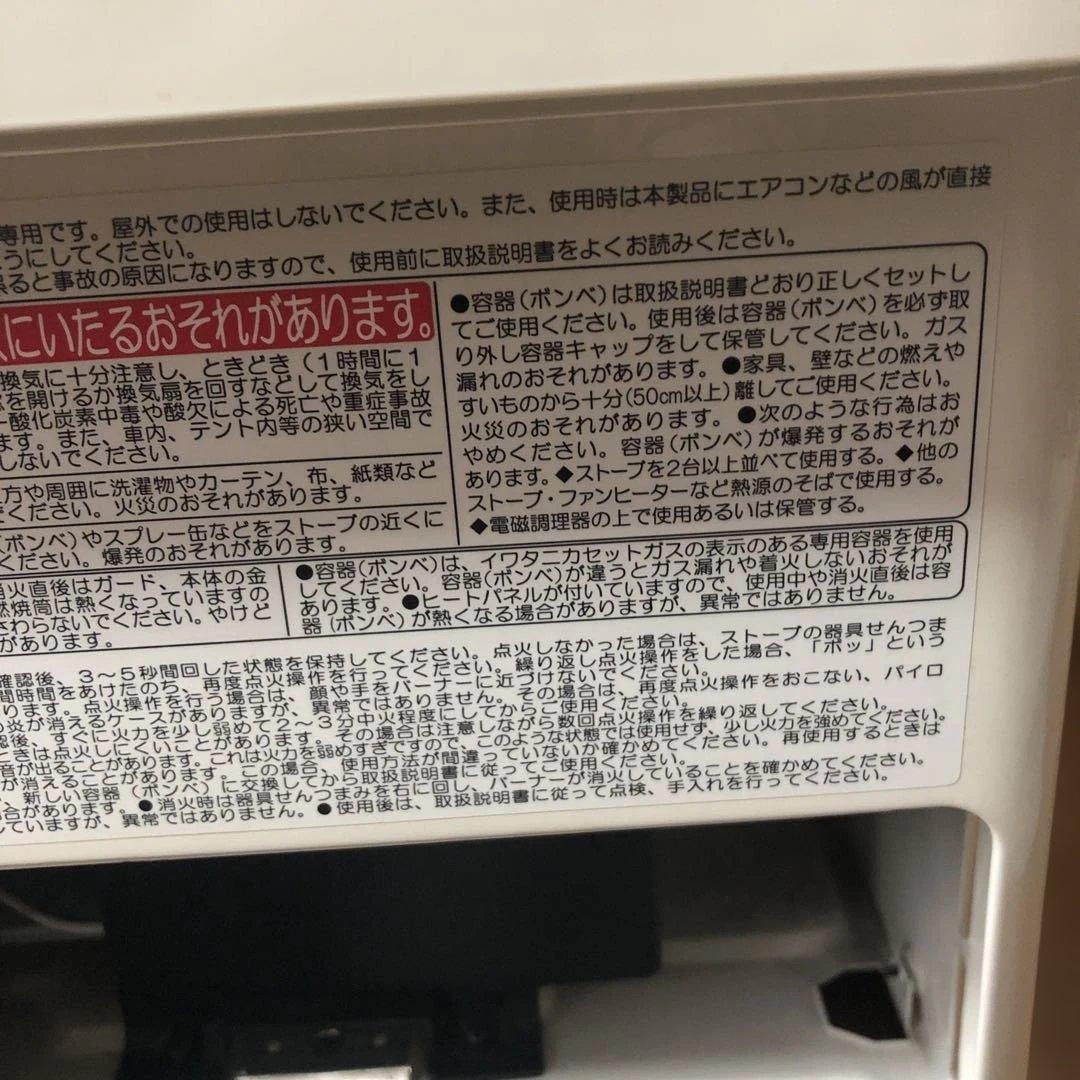 専用です。屋外での使用はしないでください。また、使用時は本製品にエアコンなどの風が直接
うにしてください。
ると事故の原因になりますので、使用前に取扱説明書をよくお読みください。
にいたるおそれがあります。
換気に十分注意し、ときどき(1時間に1
を開けるか換気扇を回すなどして換気をし
一酸化炭素中毒や酸欠による死亡や重症事故
ます。また、車内、テント内等の狭い空間で
しないでください。
方や周囲に洗濯物やカーテン、布、紙類など
でください。火災のおそれがあります。
(ボンベ)やスプレー缶などをストーブの近くに
ください。爆発のおそれがあります。
●容器(ボンベ)は取扱説明書どおり正しくセットし
てご使用ください。使用後は容器(ボンベ)を必ず取
り外し容器キャップをして保管してください。ガス
漏れのおそれがあります。●家具、壁などの燃えや
すいものから十分(50cm以上)離してご使用ください。
火災のおそれがあります。●次のような行為はお
やめください。容器(ボンベ)が爆発するおそれが
あります。◆ストーブを2台以上並べて使用する。◆他の
ストーブ・ファンヒーターなど熱源のそばで使用する。
◆電磁調理器の上で使用あるいは保管する。
消火直後はガード、本体の金
燃焼筒は熱くなっていますの
さわらないでください。やけど
があります。
●容器(ボンベ)は、イワタニカセットガスの表示のある専用容器を使用
してください。容器(ボンベ)が違うとガス漏れや着火しないおそれが
あります。●ヒートパネルが付いていますので、使用中や消火直後は容
器(ボンベ)が熱くなる場合がありますが、異常ではありません。
確認後、3～5秒間回した状態を保持してください。点火しなかった場合は、ストーブの器具せんつま
間時間をあけたのち、再度点火操作を行ってください。繰り返し点火操作をした場合、「ボッ」という
ります。点火操作を行う場合は、顔や手をバーナーに近づけないでください。
の炎が消えるケースがありますが、異常ではありません。その場合は、再度点火操作をおこない、パイロ
認後、すぐに火力を少し弱めて2～3分中火程度にしてからご使用ください。
ときは点火しにくいことがあります。その場合は注意しながら数回点火操作を繰り返してください。
音が出ることがあります。これは火力を弱めすぎですので、このような状態では使用せず、少し火力を強めてください。
が消えることがあります。この場合、使用方法が間違っていないか確かめてください。再使用するときは
、新しい容器(ボンベ)に交換してから取扱説明書に従ってご使用ください。
合があります。●消火時は器具せんつまみを右に回し、バーナーが消火していることを確かめてください。
していますが、異常ではありません。●使用後は、取扱説明書に従って点検、手入れを行ってください。